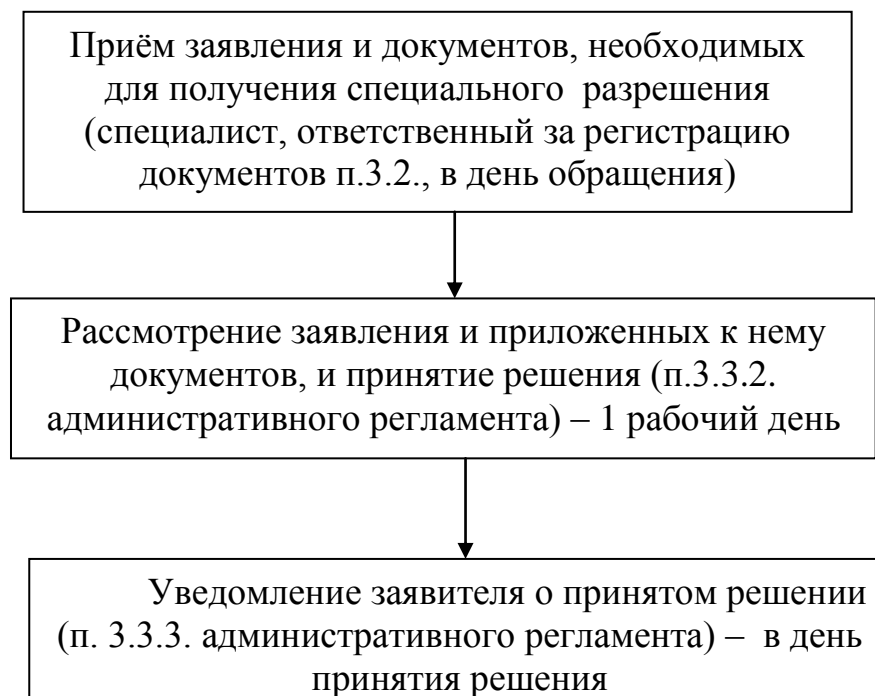 Приём заявления и документов, необходимых
для получения специального разрешения
(специалист, ответственный за регистрацию
документов п.3.2., в день обращения)
Рассмотрение заявления и приложенных к нему
документов, и принятие решения (п.3.3.2.
административного регламента) – 1 рабочий день
Уведомление заявителя о принятом решении
(п. 3.3.3. административного регламента) – в день
принятия решения